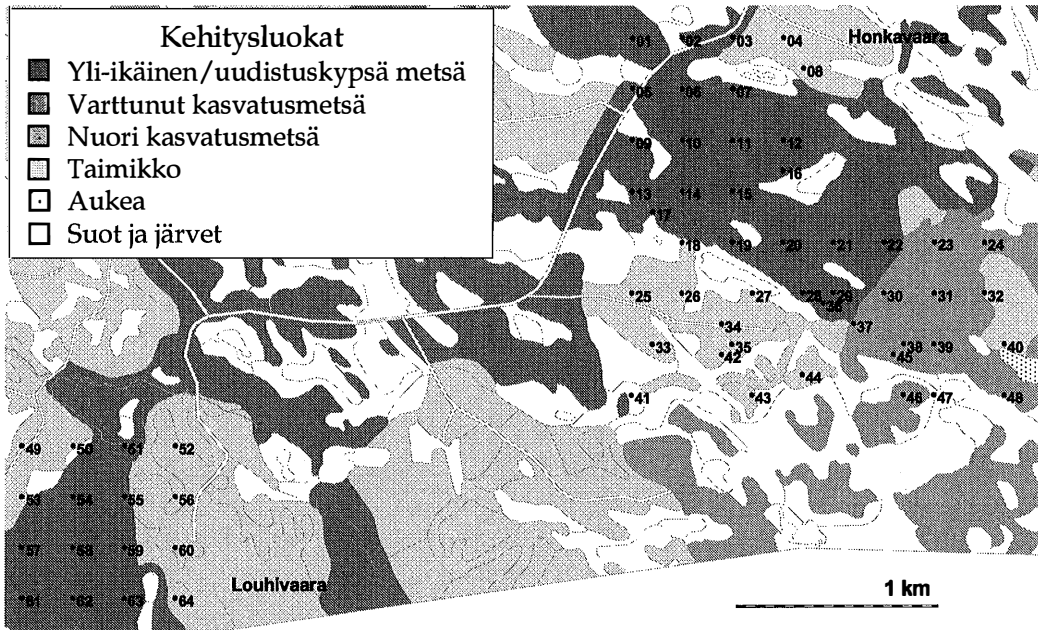 Kehitysluokat
Yli-ikäinen/uudistuskypsä metsä
Varttunut kasvatusmetsä
Nuori kasvatusmetsä
Taimikko
Aukea
Suot ja järvet
01 02 03 04 Honkavaara
08
05 06 07
09 10 11 12
16
13 14 15
17
18 19 20 21 22 23 24
25 26 27 28 29 30 31 32
36
34 37
33 35 38 39 40
42 45
44
41 43 46 47 48
49 50 51 52
53 54 55 56
57 58 59 60
Louhivaara 1 km
61 62 63 64